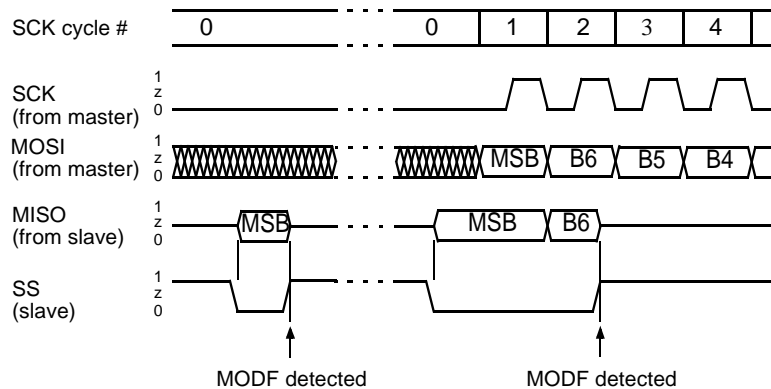 SCK cycle # 0 0 1 2 3 4
SCK
(from master)
1
z
0
MOSI
(from master)
1
z
0
MSB B6 B5 B4
MISO
(from slave)
1
z
0
MSB MSB B6
SS
(slave)
1
z
0
MODF detected MODF detected